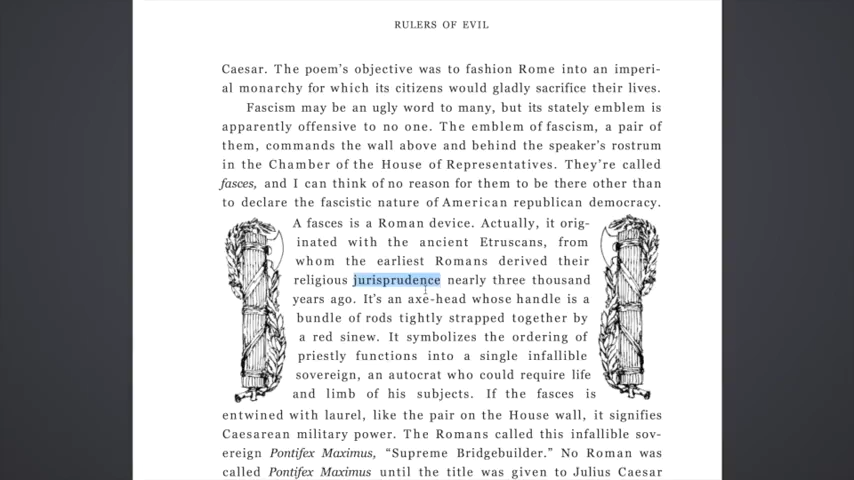 RULERS OF EVIL
Caesar. The poem's objective was to fashion Rome into an imperi-
al monarchy for which its citizens would gladly sacrifice their lives.
Fascism may be an ugly word to many, but its stately emblem is
apparently offensive to no one. The emblem of fascism, a pair of
them, commands the wall above and behind the speaker's rostrum
in the Chamber of the House of Representatives. They're called
fasces, and I can think of no reason for them to be there other than
to declare the fascistic nature of American republican democracy.
A fasces is a Roman device. Actually, it orig-
inated with the ancient Etruscans, from
whom the earliest Romans derived their
religious jurisprudence nearly three thousand
years ago. It's an axe-head whose handle is a
bundle of rods tightly strapped together by
a red sinew. It symbolizes the ordering of
priestly functions into a single infallible
sovereign, an autocrat who could require life
and limb of his subjects. If the fasces is
entwined with laurel, like the pair on the House wall, it signifies
Caesarean military power. The Romans called this infallible sov-
ereign Pontifex Maximus, “Supreme Bridgebuilder.” No Roman was
called Pontifex Maximus until the title was given to Julius Caesar